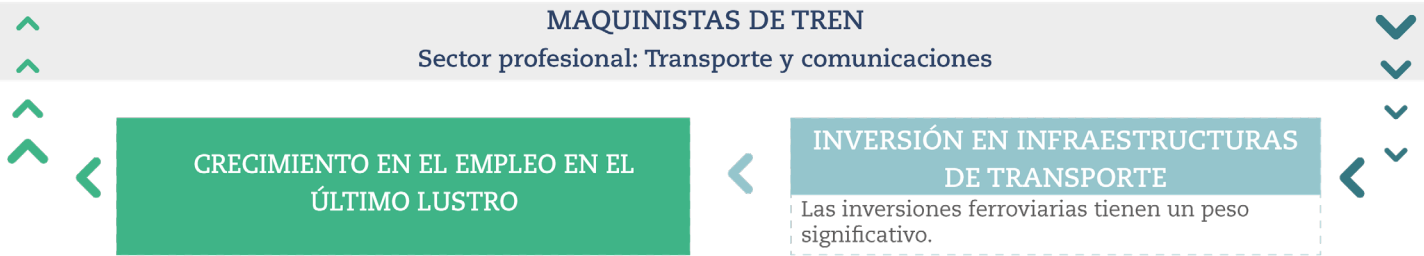 MAQUINISTAS DE TREN
Sector profesional: Transporte y comunicaciones
CRECIMIENTO EN EL EMPLEO EN EL
ÚLTIMO LUSTRO
INVERSIÓN EN INFRAESTRUCTURAS
DE TRANSPORTE
Las inversiones ferroviarias tienen un peso
significativo.